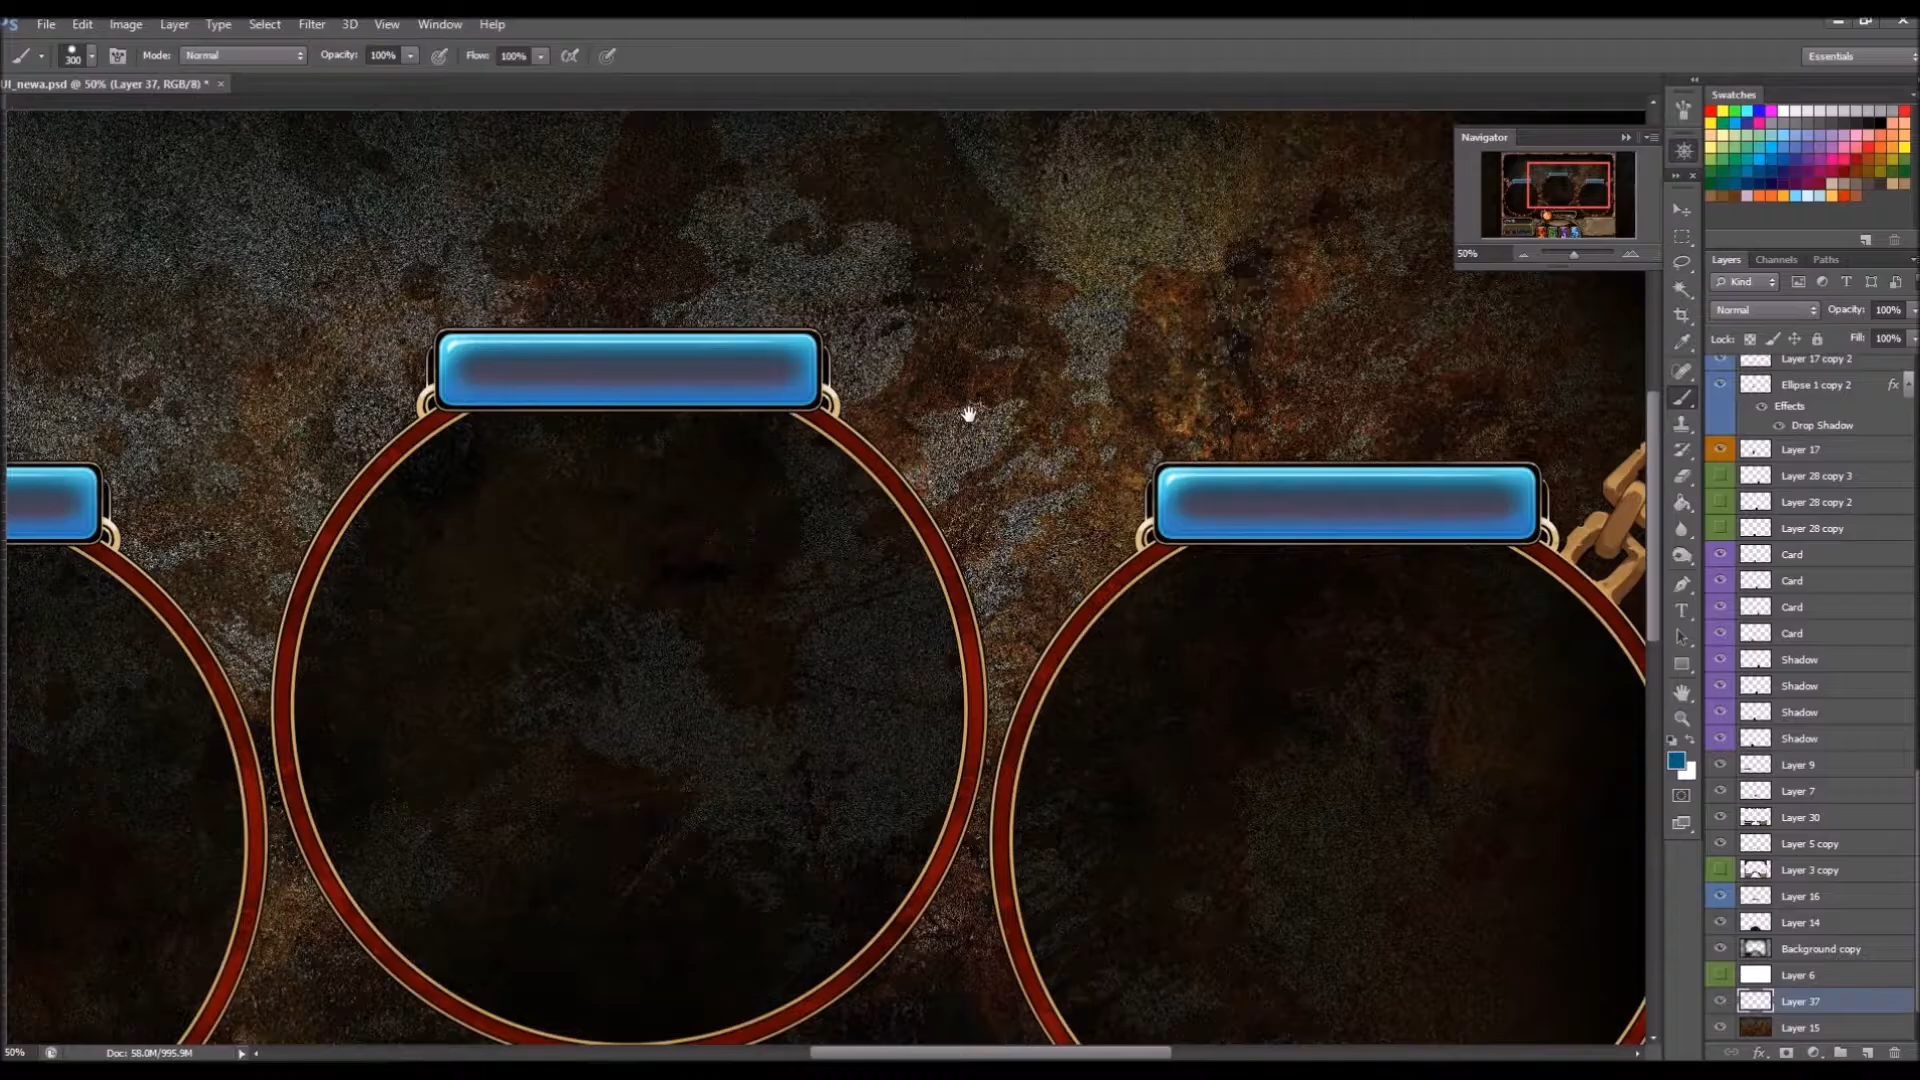 File Edit Image Layer Type Select Filter 3D View Window Help
300 Mode: Normal Opacity: 100% Flow: 100% Essentials
UI_newa.psd @ 50% (Layer 37, RGB/8) * ×
Swatches
Navigator
50%
Layers Channels Paths
Kind
Normal Opacity: 100%
Lock: Fill: 100%
Layer 17 copy 2
Ellipse 1 copy 2 fx
Effects
Drop Shadow
Layer 17
Layer 28 copy 3
Layer 28 copy 2
Layer 28 copy
Card
Card
Card
Card
Shadow
Shadow
Shadow
Shadow
Layer 9
Layer 7
Layer 30
Layer 5 copy
Layer 3 copy
Layer 16
Layer 14
Background copy
Layer 6
Layer 37
Layer 15
50% Doc: 58.0M/995.9M
fx